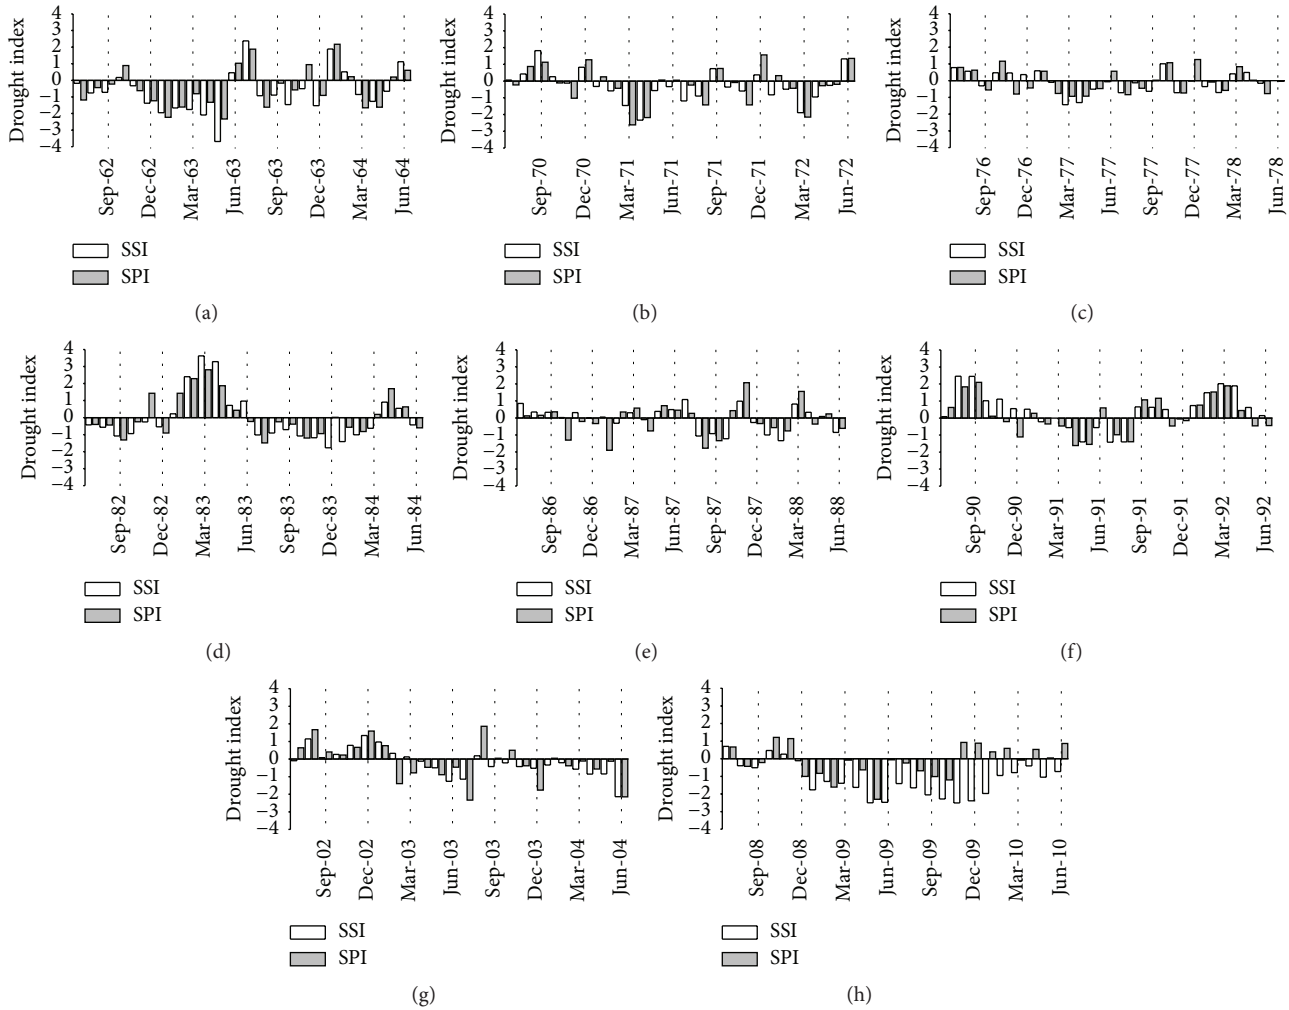 Drought index
4
3
2
1
0
−1
−2
−3
−4
Sep-62
Dec-62
Mar-63
Jun-63
Sep-63
Dec-63
Mar-64
Jun-64
SSI
SPI
(a)
Drought index
4
3
2
1
0
−1
−2
−3
−4
Sep-70
Dec-70
Mar-71
Jun-71
Sep-71
Dec-71
Mar-72
Jun-72
SSI
SPI
(b)
Drought index
4
3
2
1
0
−1
−2
−3
−4
Sep-76
Dec-76
Mar-77
Jun-77
Sep-77
Dec-77
Mar-78
Jun-78
SSI
SPI
(c)
Drought index
4
3
2
1
0
−1
−2
−3
−4
Sep-82
Dec-82
Mar-83
Jun-83
Sep-83
Dec-83
Mar-84
Jun-84
SSI
SPI
(d)
Drought index
4
3
2
1
0
−1
−2
−3
−4
Sep-86
Dec-86
Mar-87
Jun-87
Sep-87
Dec-87
Mar-88
Jun-88
SSI
SPI
(e)
Drought index
4
3
2
1
0
−1
−2
−3
−4
Sep-90
Dec-90
Mar-91
Jun-91
Sep-91
Dec-91
Mar-92
Jun-92
SSI
SPI
(f)
Drought index
4
3
2
1
0
−1
−2
−3
−4
Sep-02
Dec-02
Mar-03
Jun-03
Sep-03
Dec-03
Mar-04
Jun-04
SSI
SPI
(g)
Drought index
4
3
2
1
0
−1
−2
−3
−4
Sep-08
Dec-08
Mar-09
Jun-09
Sep-09
Dec-09
Mar-10
Jun-10
SSI
SPI
(h)